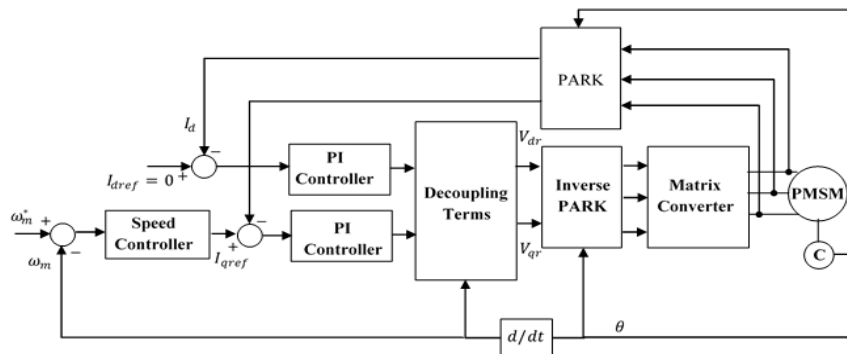 PARK
I_d
−
V_dr
PI
Controller
Decoupling
Terms
Inverse
PARK
Matrix
Converter
PMSM
I_dref = 0
+
−
ω_m^*
+
Speed
Controller
+
I_qref
PI
Controller
ω_m
−
V_qr
C
d/dt
θ